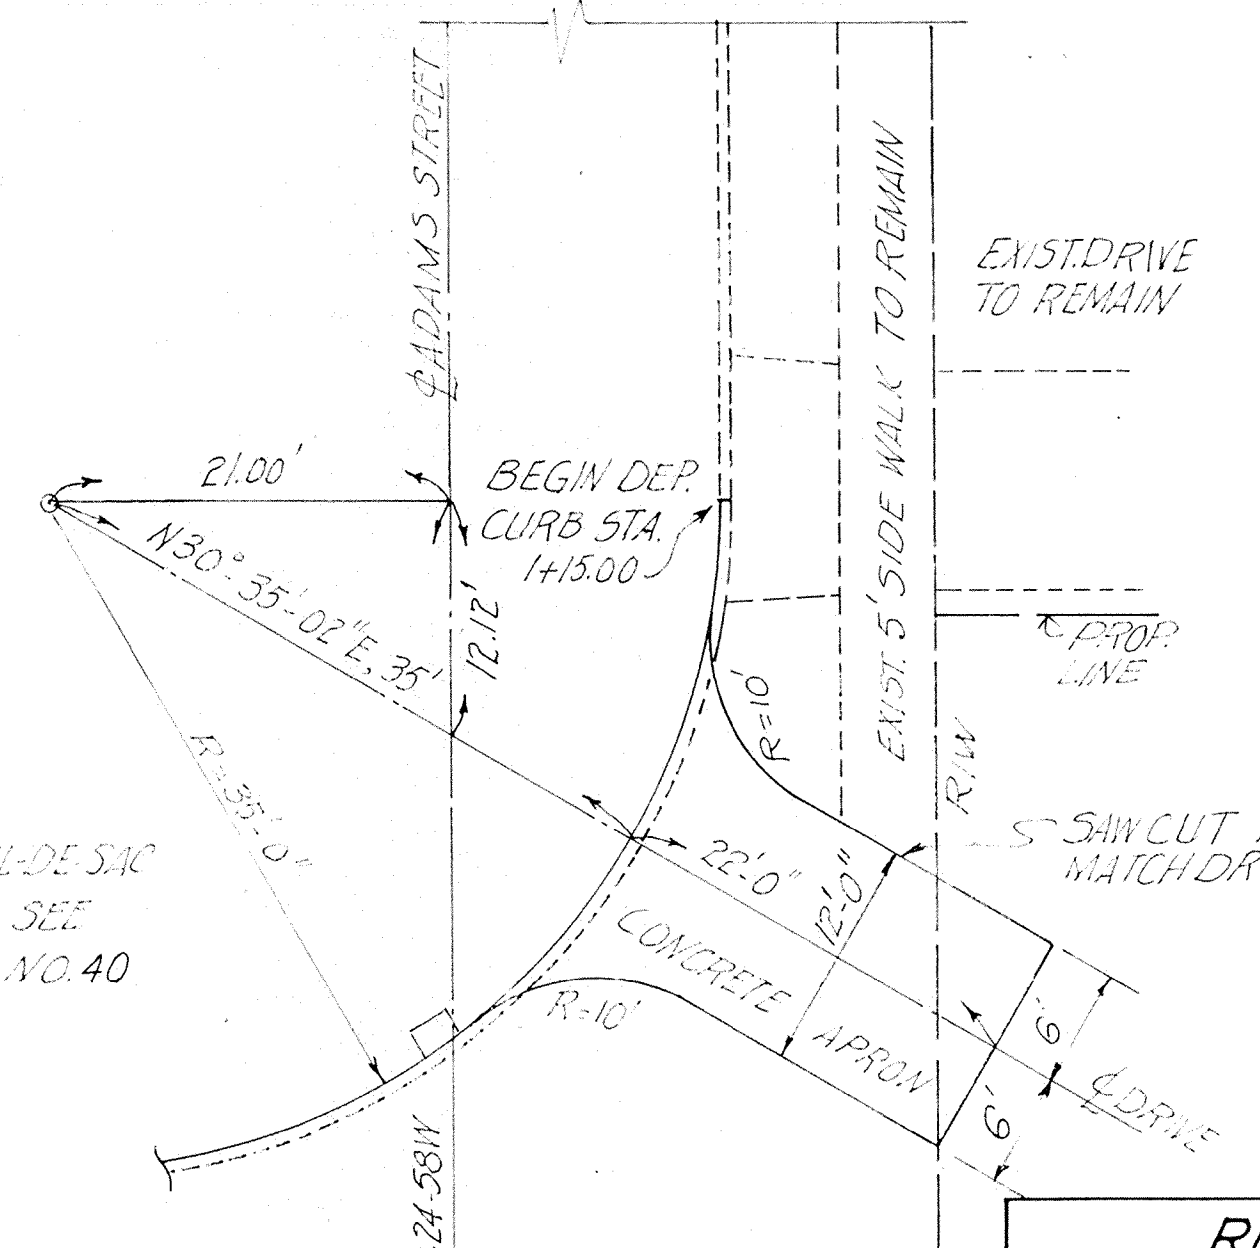 ℄ ADAMS STREET
EXIST. 5' SIDE WALK TO REMAIN
EXIST. DRIVE
TO REMAIN
21.00'
BEGIN DEP.
CURB STA.
1+15.00
N30°-35'-02"E, 35'
12.12'
PROP.
LINE
R=10'
R/W
R=35'-0"
SAW CUT
MATCH DR
22'-0"
12'-0"
L-DE-SAC
SEE
NO. 40
CONCRETE
APRON
R=10'
6'
6'
℄ DRIVE
24-58W